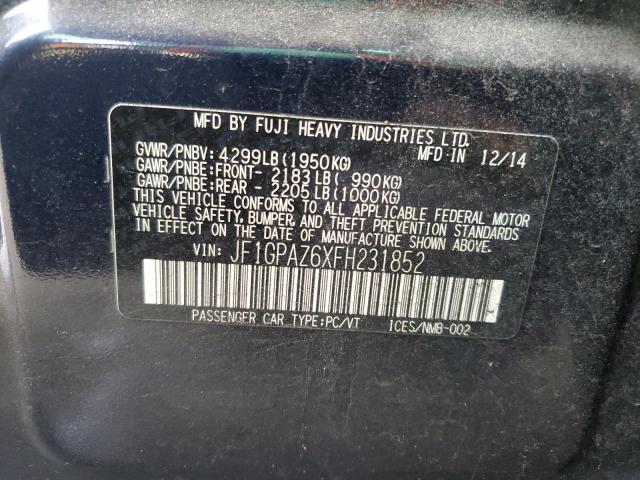 MFD BY FUJI HEAVY INDUSTRIES LTD.
GVWR/PNBV: 4299LB(1950KG) MFD IN 12/14
GAWR/PNBE:FRONT- 2183LB( 990KG)
GAWR/PNBE:REAR - 2205LB(1000KG)
THIS VEHICLE CONFORMS TO ALL APPLICABLE FEDERAL MOTOR
VEHICLE SAFETY, BUMPER, AND THEFT PREVENTION STANDARDS
IN EFFECT ON THE DATE OF MANUFACTURE SHOWN ABOVE.
VIN: JF1GPAZ6XFH231852
PASSENGER CAR TYPE:PC/VT ICES/NMB-002